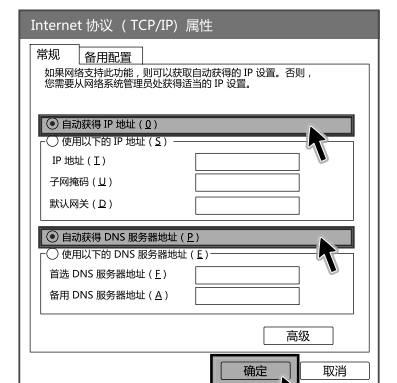 Internet 协议 （ TCP/IP) 属性
常规 备用配置
如果网络支持此功能，则可以获取自动获得的 IP 设置。否则，
您需要从网络系统管理员处获得适当的 IP 设置。
自动获得 IP 地址 ( O )
使用以下的 IP 地址 ( S )
IP 地址 ( I )
子网掩码 ( U )
默认网关 ( D )
自动获得 DNS 服务器地址 ( P )
使用以下的 DNS 服务器地址 ( E )
首选 DNS 服务器地址 ( F )
备用 DNS 服务器地址 ( A )
高级
确定 取消